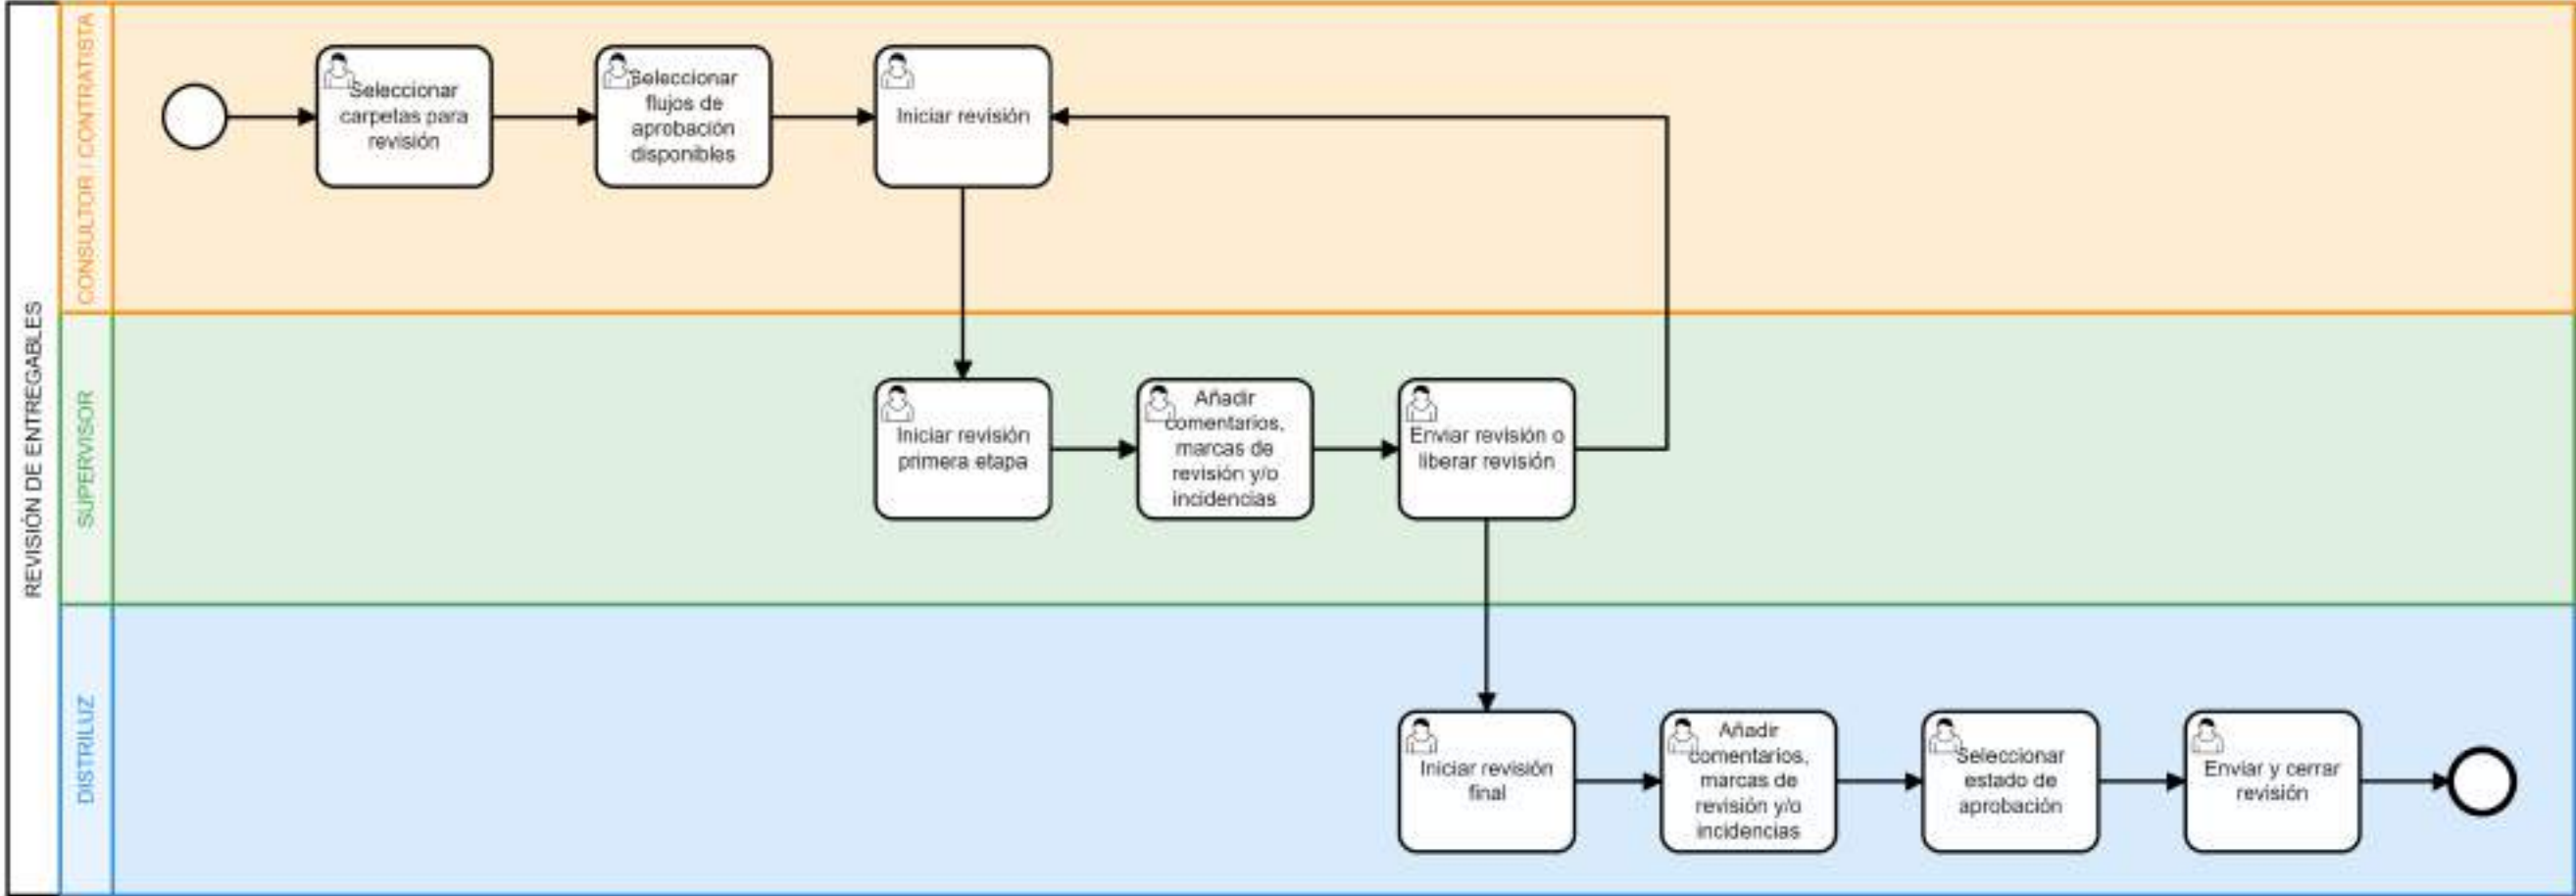 REVISIÓN DE ENTREGABLES
CONSULTOR / CONTRATISTA
Seleccionar
carpetas para
revisión
Seleccionar
flujos de
aprobación
disponibles
Iniciar revisión
SUPERVISOR
Iniciar revisión
primera etapa
Añadir
comentarios,
marcas de
revisión y/o
incidencias
Enviar revisión o
liberar revisión
DISTRILUZ
Iniciar revisión
final
Añadir
comentarios,
marcas de
revisión y/o
incidencias
Seleccionar
estado de
aprobación
Enviar y cerrar
revisión